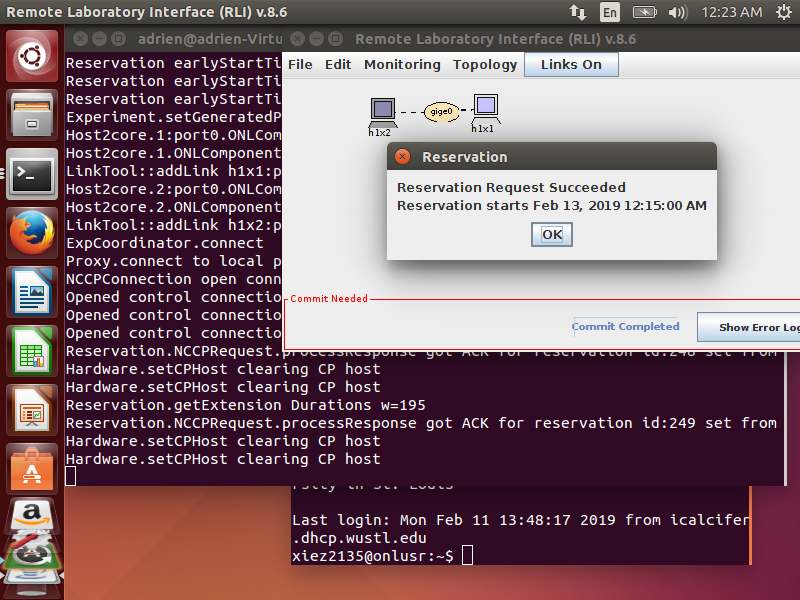 Remote Laboratory Interface (RLI) v.8.6
En
12:23 AM
adrien@adrien-Virtu
Remote Laboratory Interface (RLI) v.8.6
File Edit Monitoring Topology Links On
gige0
h1x2
h1x1
Reservation
Reservation Request Succeeded
Reservation starts Feb 13, 2019 12:15:00 AM
OK
Commit Needed
Commit Completed
Show Error Log
Reservation earlyStartTi
Reservation earlyStartTi
Reservation earlyStartTi
Experiment.setGeneratedP
Host2core.1:port0.ONLCom
Host2core.1.ONLComponent
LinkTool::addLink h1x1:p
Host2core.2:port0.ONLCom
Host2core.2.ONLComponent
LinkTool::addLink h1x2:p
ExpCoordinator.connect
Proxy.connect to local p
NCCPConnection open conn
Opened control connectio
Opened control connectio
Opened control connectio
Reservation.NCCPRequest.processResponse got ACK for reservation id:248 set from
Hardware.setCPHost clearing CP host
Hardware.setCPHost clearing CP host
Reservation.getExtension Durations w=195
Reservation.NCCPRequest.processResponse got ACK for reservation id:249 set from
Hardware.setCPHost clearing CP host
Hardware.setCPHost clearing CP host
rsity in St. Louis
Last login: Mon Feb 11 13:48:17 2019 from icalcifer
.dhcp.wustl.edu
xiez2135@onlusr:~$